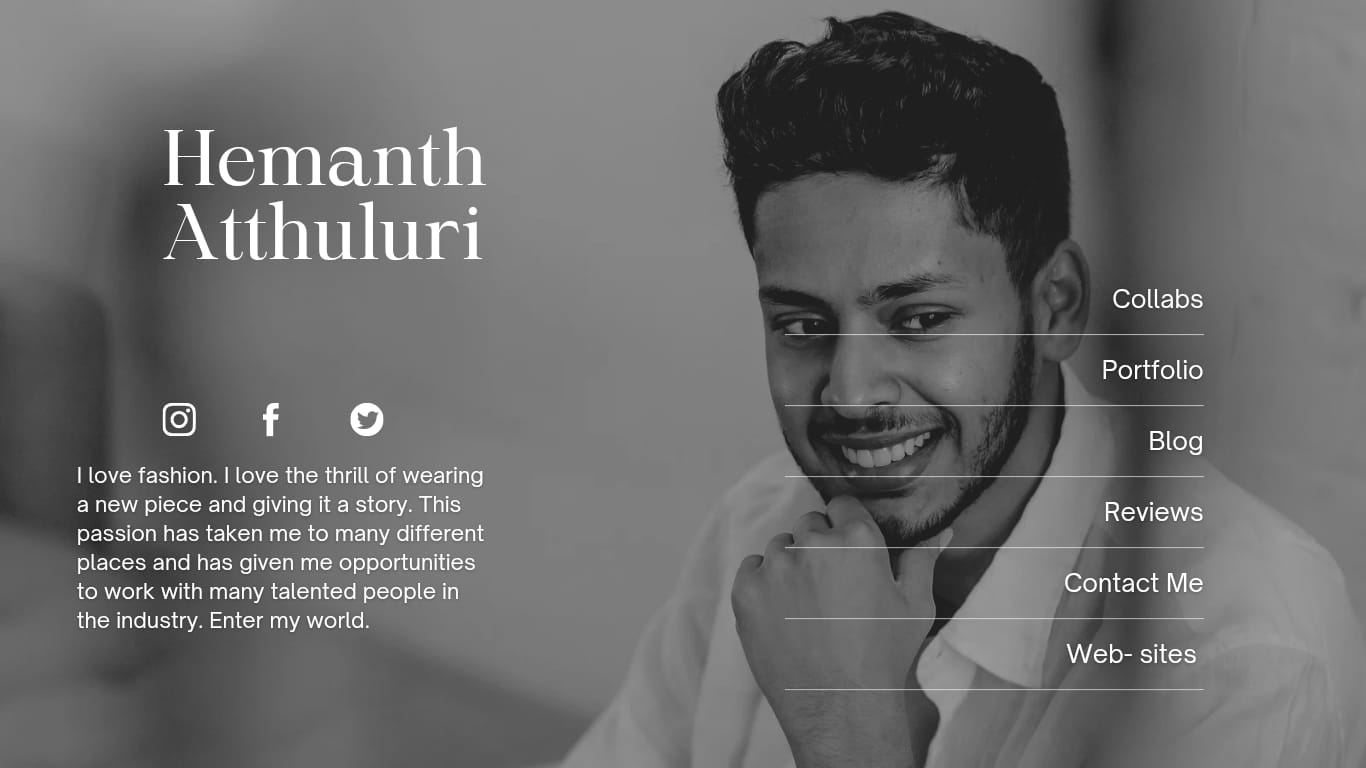 Hemanth
Atthuluri
I love fashion. I love the thrill of wearing
a new piece and giving it a story. This
passion has taken me to many different
places and has given me opportunities
to work with many talented people in
the industry. Enter my world.
Collabs
Portfolio
Blog
Reviews
Contact Me
Web- sites